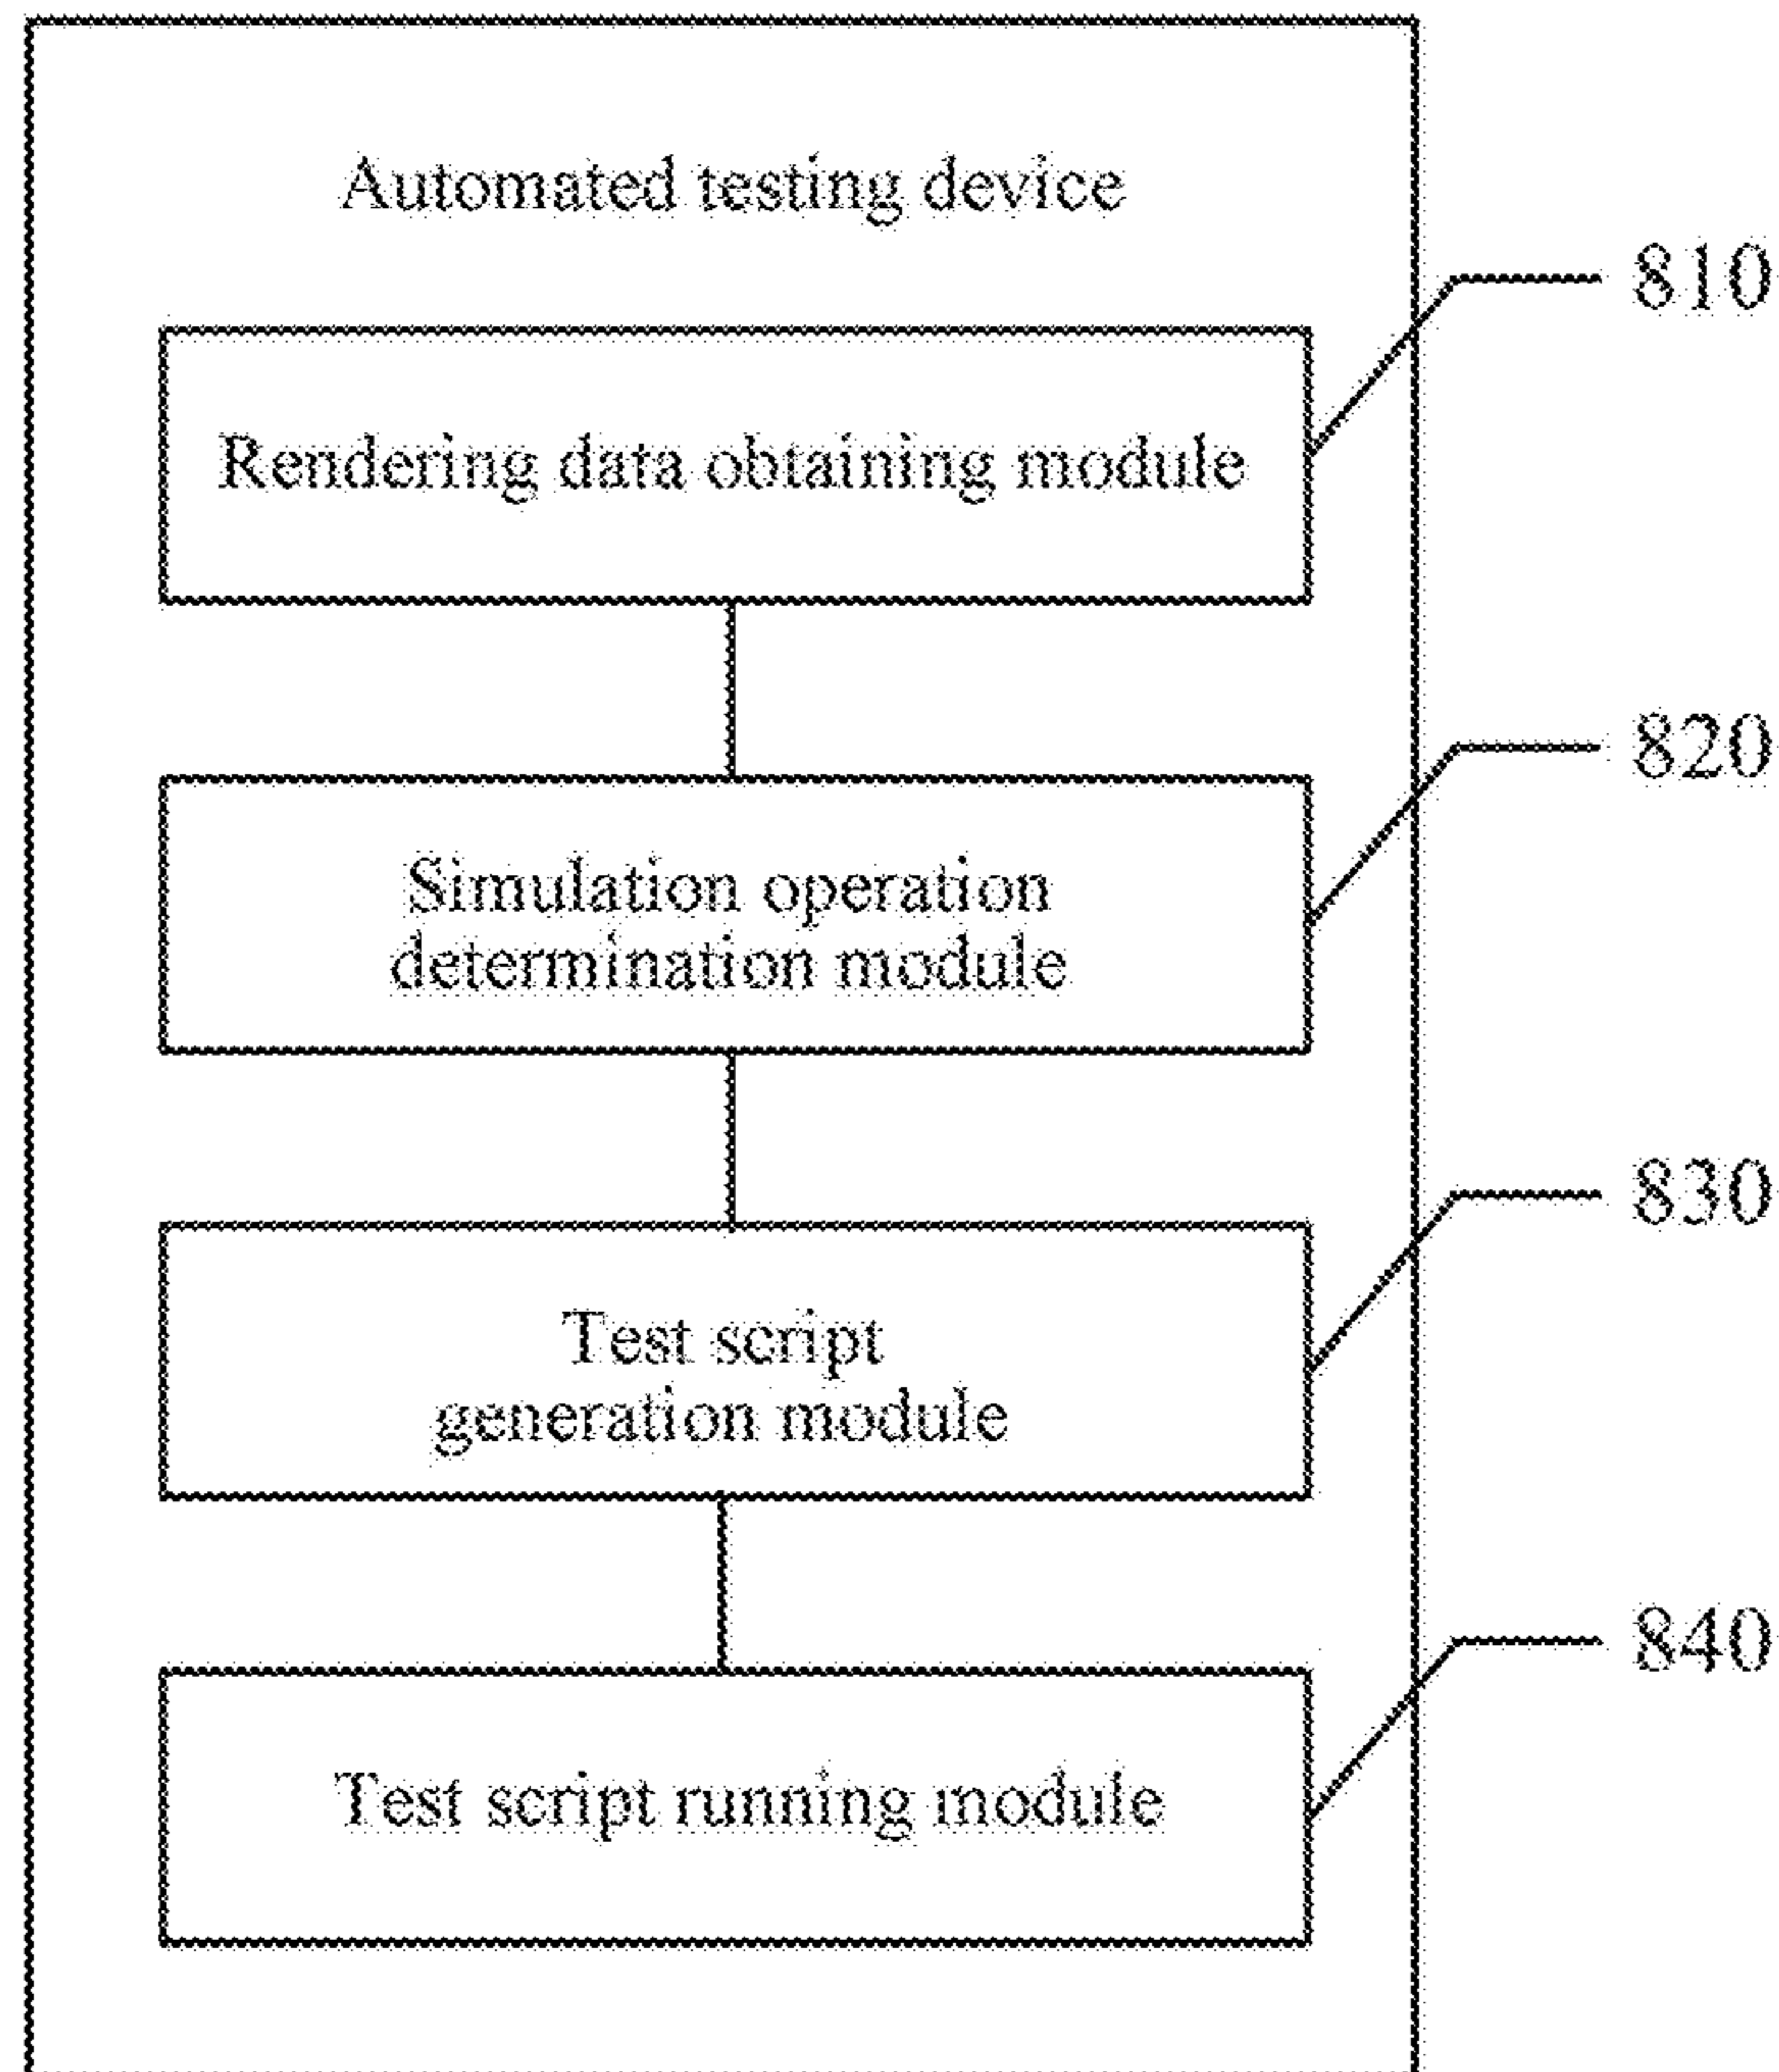 Automated testing device
810
Rendering data obtaining module
820
Simulation operation
determination module
830
Test script
generation module
840
Test script running module